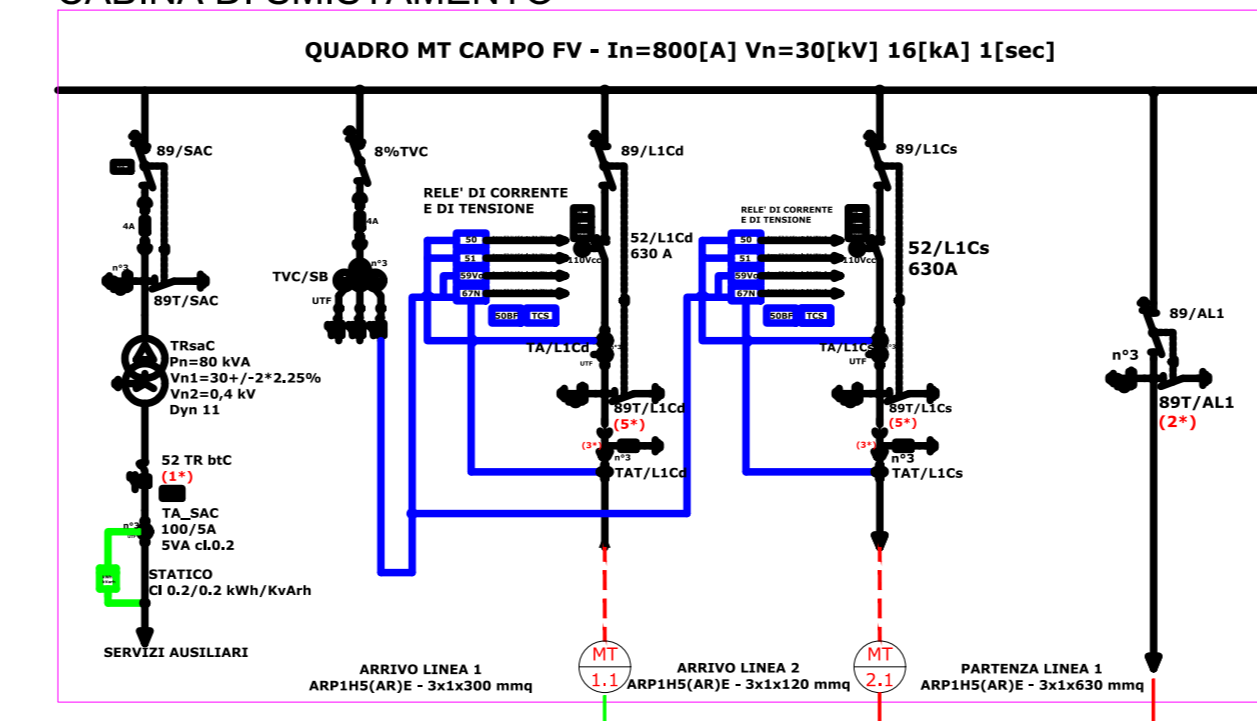 CABINA DI SMISTAMENTO
QUADRO MT CAMPO FV - In=800[A] Vn=30[kV] 16[kA] 1[sec]
89/SAC
4A
n°3
89T/SAC
TRsaC
Pn=80 kVA
Vn1=30+/-2*2.25%
Vn2=0,4 kV
Dyn 11
52 TR btC
(1*)
TA_SAC
n°3
100/5A
5VA cl.0.2
STATICO
Cl 0.2/0.2 kWh/KvArh
SERVIZI AUSILIARI
8%TVC
4A
n°3
TVC/SB
UTF
RELE' DI CORRENTE
E DI TENSIONE
50
51
59Vo
67N
50BF
TCS
89/L1Cd
52/L1Cd
630 A
110Vcc
TA/L1Cd
n°3
UTF
89T/L1Cd
(5*)
(3*)
n°3
TAT/L1Cd
ARRIVO LINEA 1
ARP1H5(AR)E - 3x1x300 mmq
MT
1.1
RELE' DI CORRENTE
E DI TENSIONE
50
51
59Vo
67N
50BF
TCS
89/L1Cs
52/L1Cs
630A
110Vcc
TA/L1Cs
n°3
UTF
89T/L1Cs
(5*)
(3*)
n°3
TAT/L1Cs
ARRIVO LINEA 2
ARP1H5(AR)E - 3x1x120 mmq
MT
2.1
89/AL1
n°3
89T/AL1
(2*)
PARTENZA LINEA 1
ARP1H5(AR)E - 3x1x630 mmq